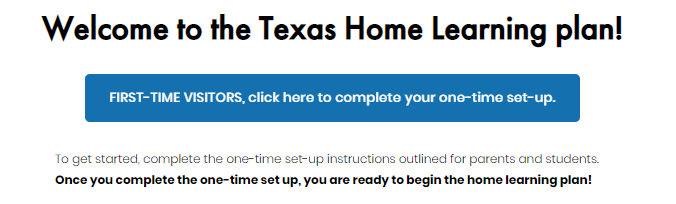 Welcome to the Texas Home Learning plan!
FIRST-TIME VISITORS, click here to complete your one-time set-up.
To get started, complete the one-time set-up instructions outlined for parents and students.
Once you complete the one-time set up, you are ready to begin the home learning plan!